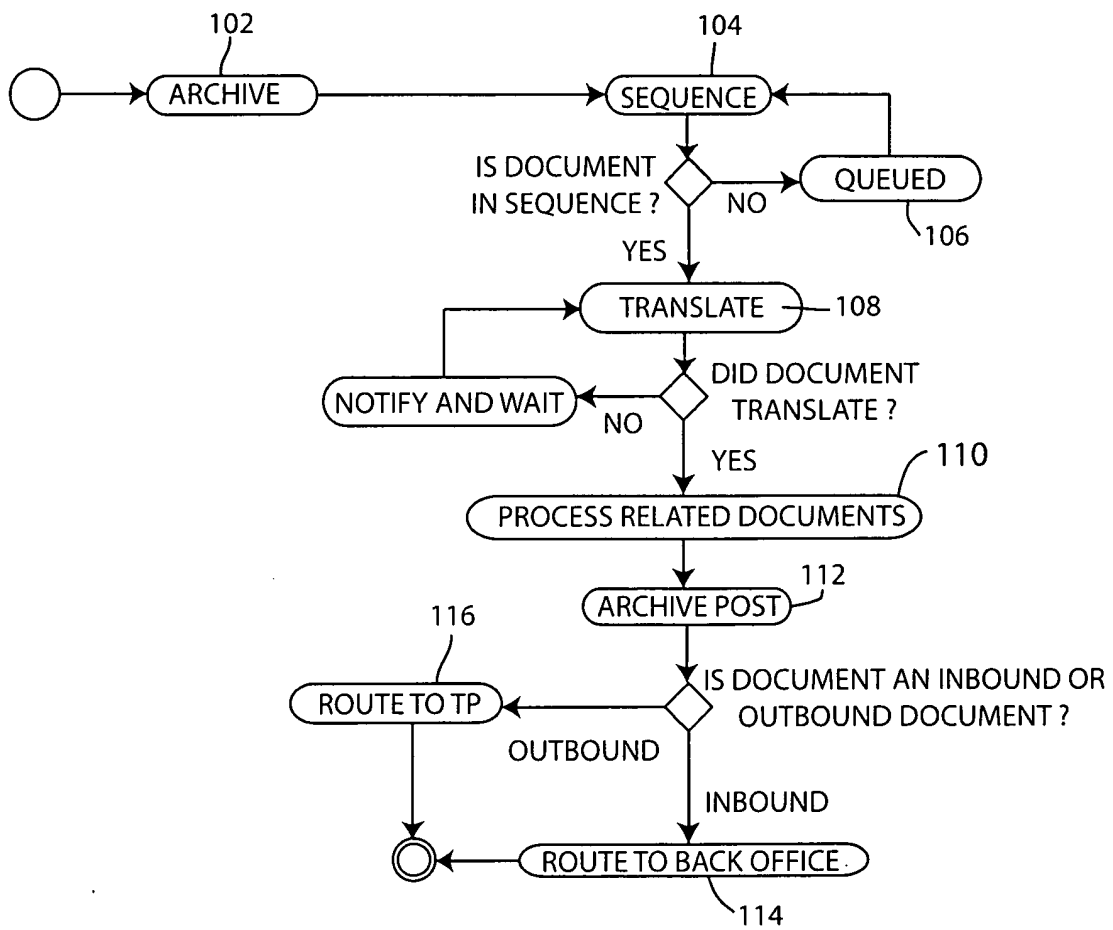 102
104
ARCHIVE
SEQUENCE
IS DOCUMENT
IN SEQUENCE ?
NO
QUEUED
106
YES
TRANSLATE
108
DID DOCUMENT
TRANSLATE ?
NOTIFY AND WAIT
NO
YES
110
PROCESS RELATED DOCUMENTS
112
ARCHIVE POST
116
IS DOCUMENT AN INBOUND OR
OUTBOUND DOCUMENT ?
ROUTE TO TP
OUTBOUND
INBOUND
ROUTE TO BACK OFFICE
114